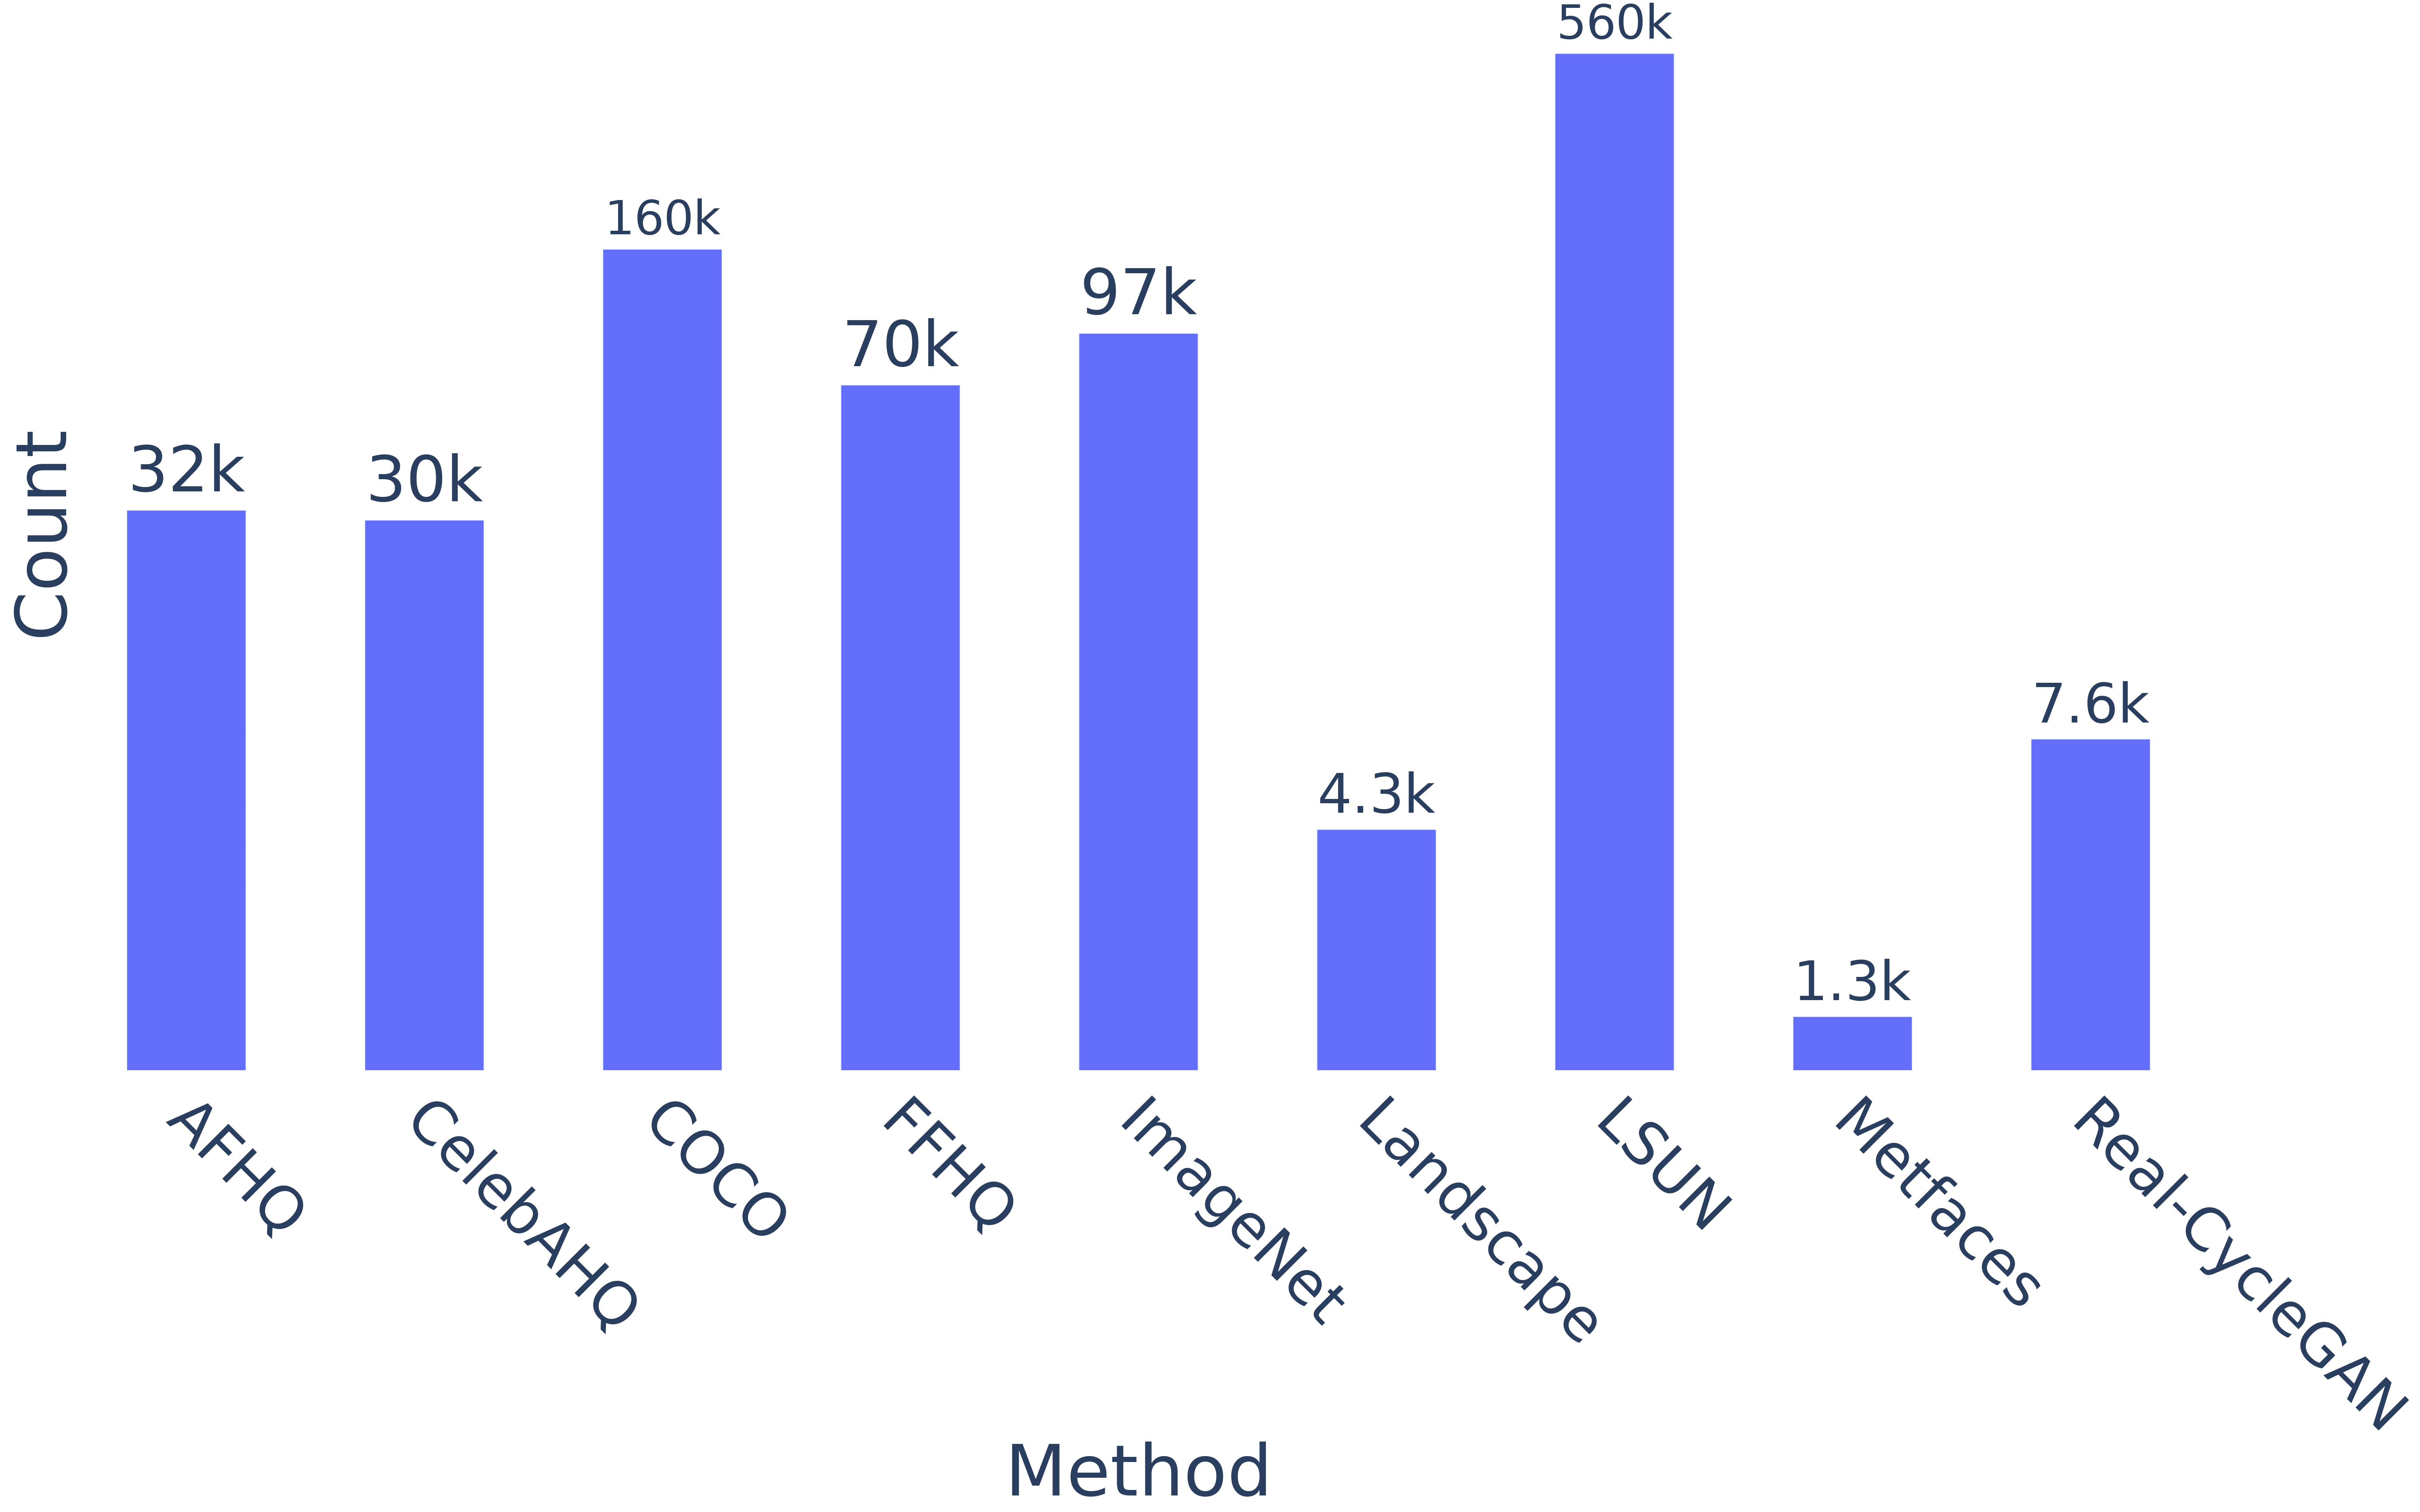 Count
32k
30k
160k
70k
97k
4.3k
560k
1.3k
7.6k
AFHQ
CelebAHQ
COCO
FFHQ
ImageNet
Landscape
LSUN
Metfaces
Real-CycleGAN
Method